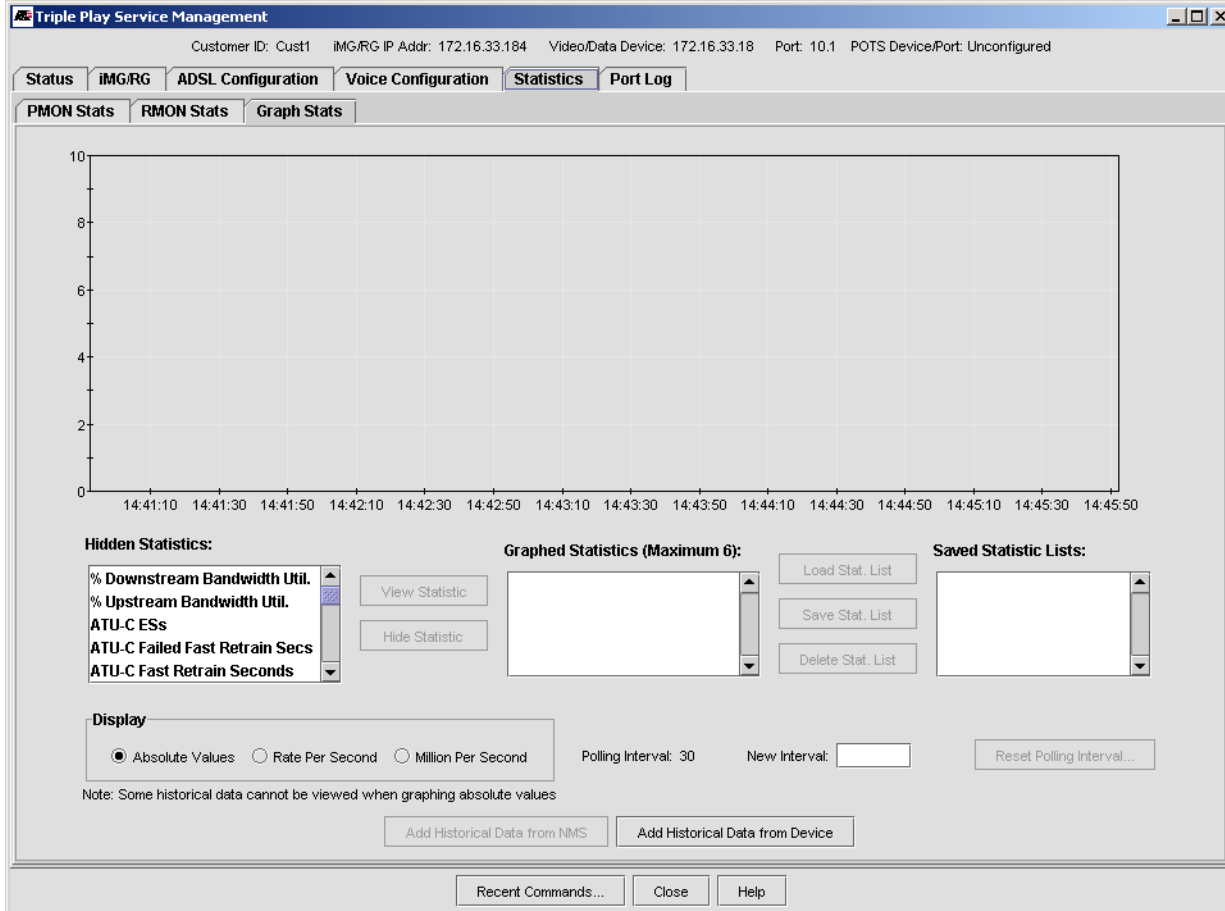 Triple Play Service Management
Customer ID: Cust1 iMG/RG IP Addr: 172.16.33.184 Video/Data Device: 172.16.33.18 Port: 10.1 POTS Device/Port: Unconfigured
Status iMG/RG ADSL Configuration Voice Configuration Statistics Port Log
PMON Stats RMON Stats Graph Stats
10
8
6
4
2
0
14:41:10 14:41:30 14:41:50 14:42:10 14:42:30 14:42:50 14:43:10 14:43:30 14:43:50 14:44:10 14:44:30 14:44:50 14:45:10 14:45:30 14:45:50
Hidden Statistics:
% Downstream Bandwidth Util.
% Upstream Bandwidth Util.
ATU-C ESs
ATU-C Failed Fast Retrain Secs
ATU-C Fast Retrain Seconds
View Statistic
Hide Statistic
Graphed Statistics (Maximum 6):
Load Stat. List
Save Stat. List
Delete Stat. List
Saved Statistic Lists:
Display
Absolute Values Rate Per Second Million Per Second
Polling Interval: 30 New Interval: Reset Polling Interval...
Note: Some historical data cannot be viewed when graphing absolute values
Add Historical Data from NMS Add Historical Data from Device
Recent Commands... Close Help